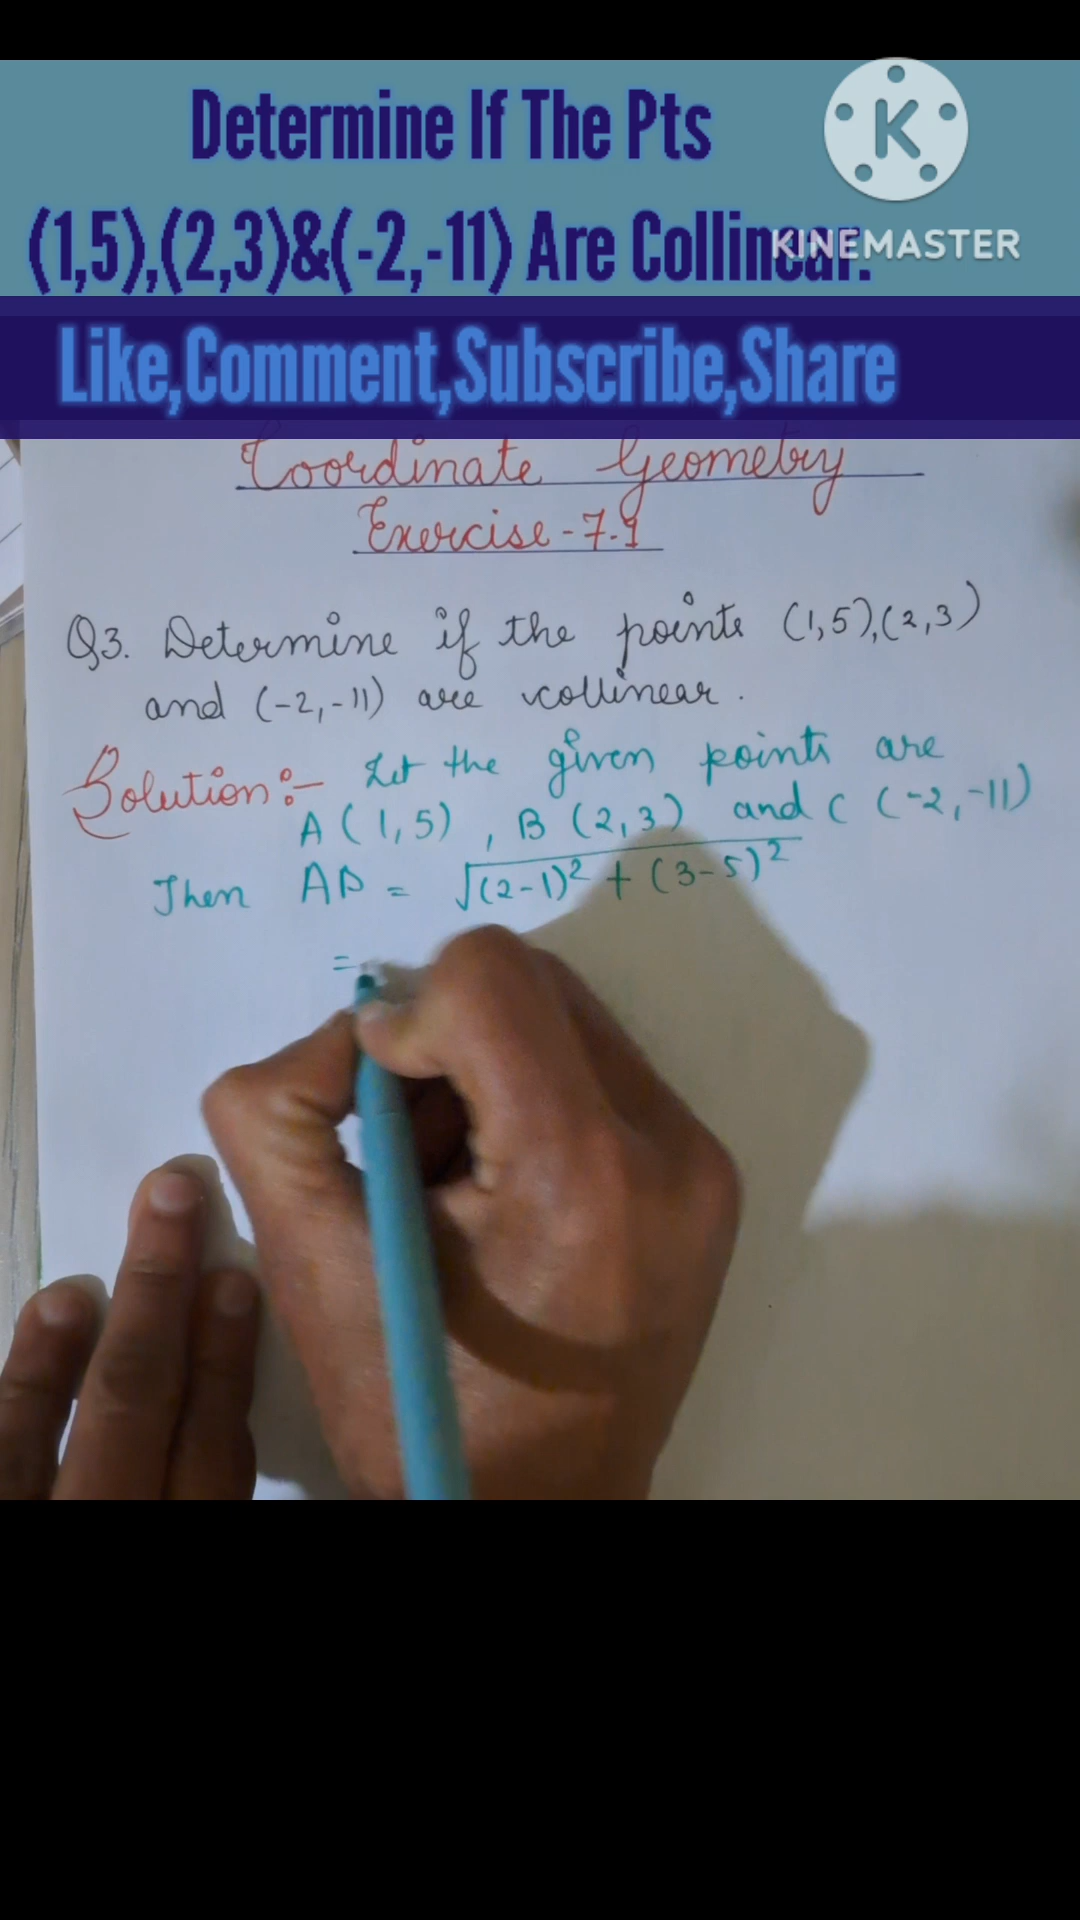 Determine If The Pts
(1,5),(2,3)&(-2,-11) Are Collinear.
KINEMASTER
Like,Comment,Subscribe,Share
Coordinate Geometry
Exercise-7.1
Q3. Determine if the points (1,5),(2,3)
and (-2,-11) are collinear.
Solution:- Let the given points are
A(1,5), B(2,3) and C (-2,-11)
Then AB = √(2-1)² + (3-5)²
=